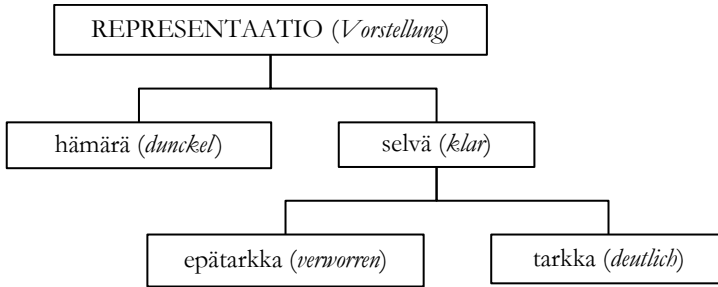 REPRESENTAATIO (Vorstellung)
hämärä (dunckel)
selvä (klar)
epätarkka (verworren)
tarkka (deutlich)